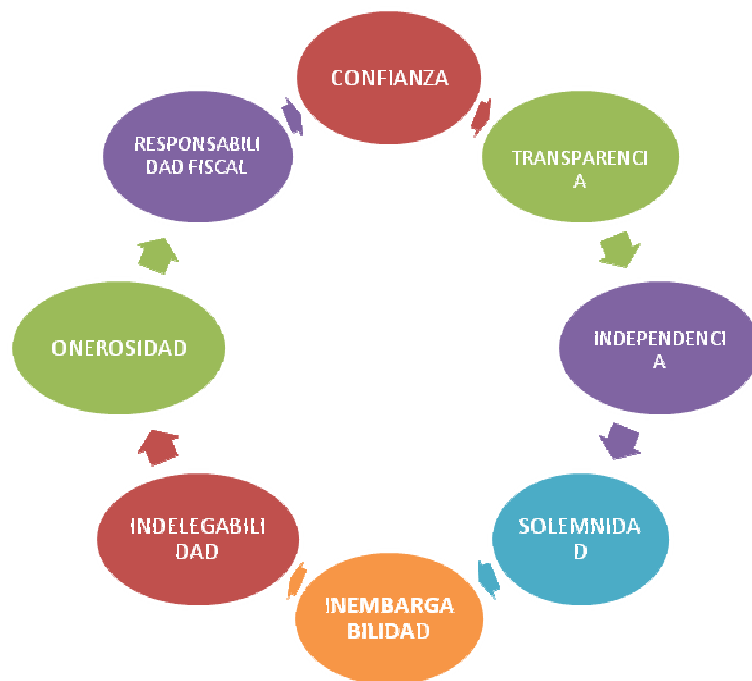 CONFIANZA
TRANSPARENCI
A
INDEPENDENCI
A
SOLEMNIDA
D
INEMBARGA
BILIDAD
INDELEGABILI
DAD
ONEROSIDAD
RESPONSABILI
DAD FISCAL